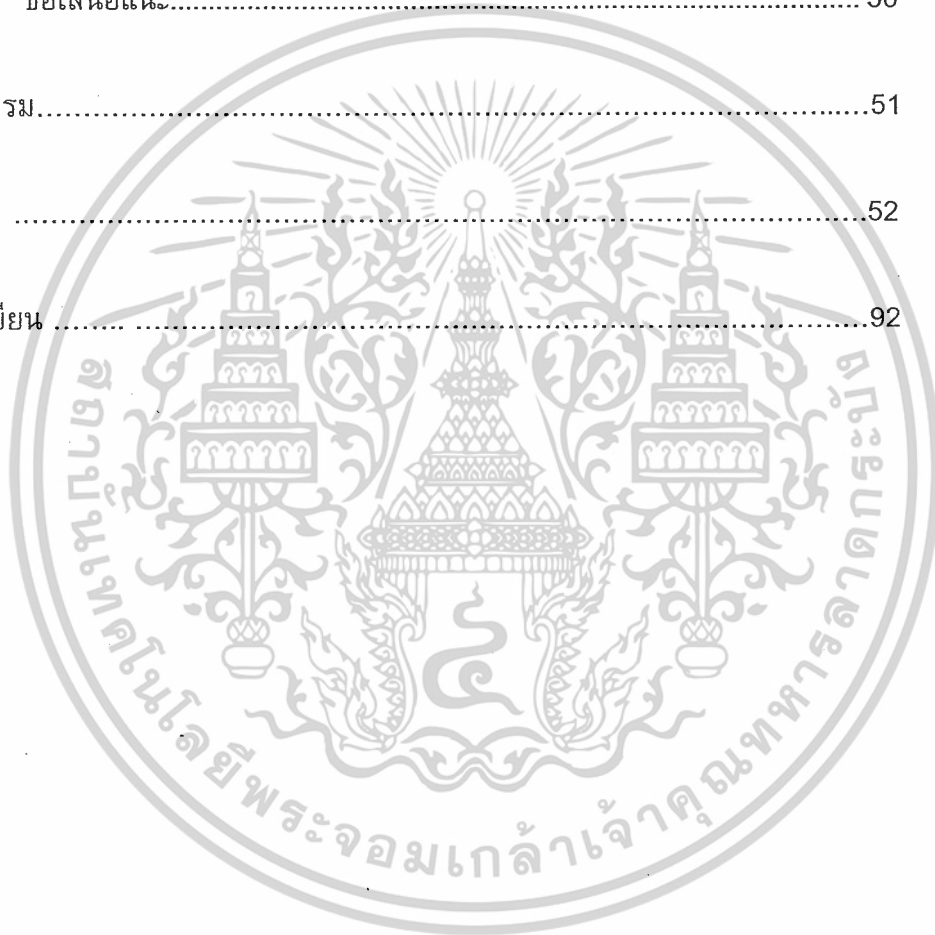 ข้อเสนอแนะ.......................................................................................... 50
รม..........................................................................................................51
..............................................................................................................52
ขียน ........ ..............................................................................................92
สถาบันเทคโนโลยีพระจอมเกล้าเจ้าคุณทหารลาดกระบัง
๔